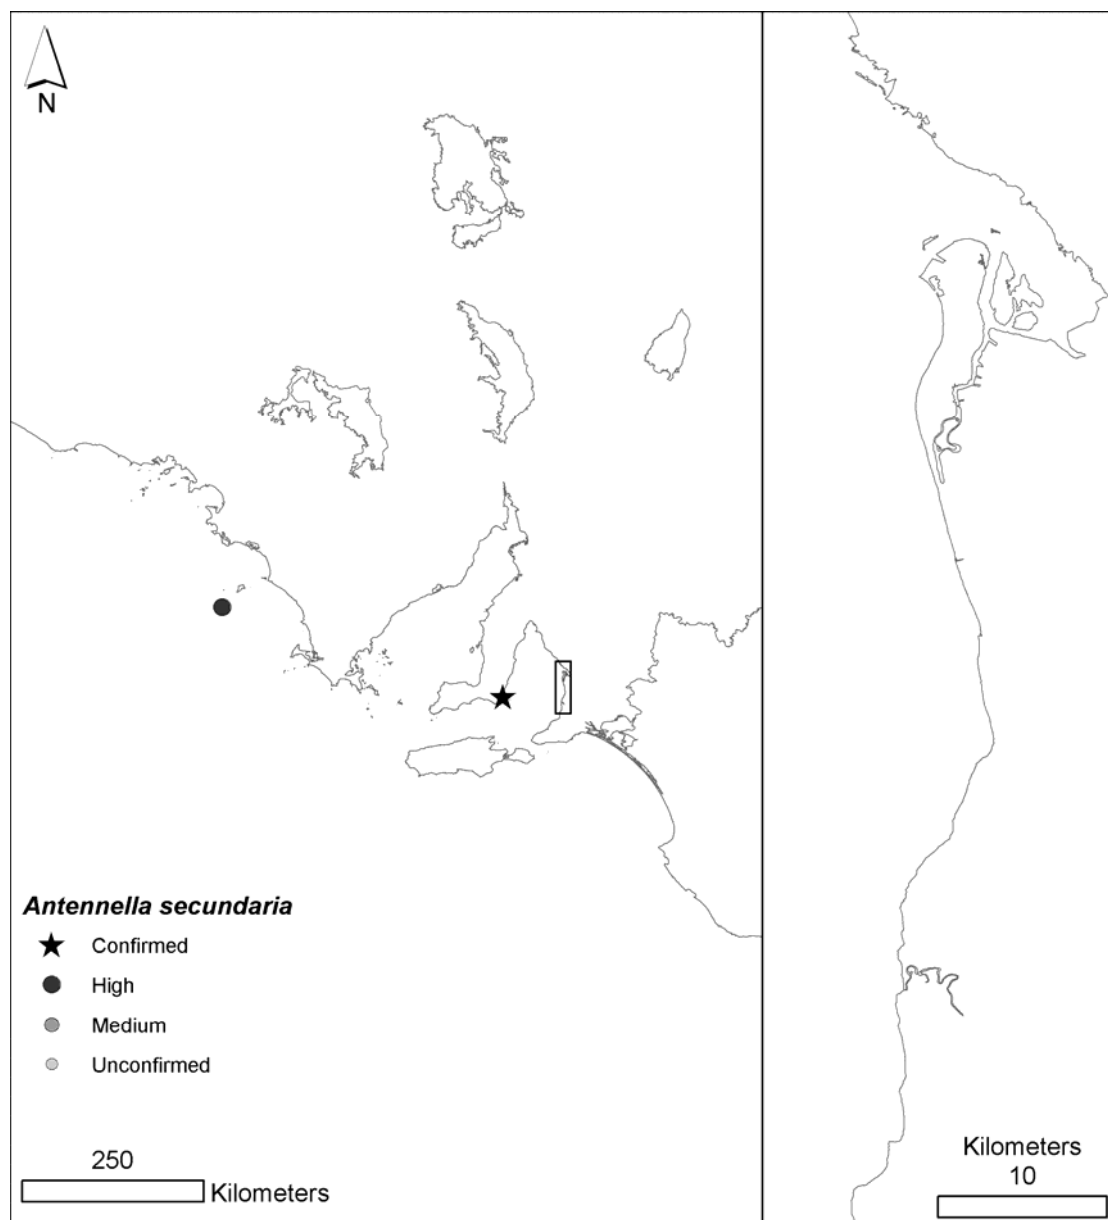 N
Antennella secundaria
Confirmed
High
Medium
Unconfirmed
250
Kilometers
Kilometers
10